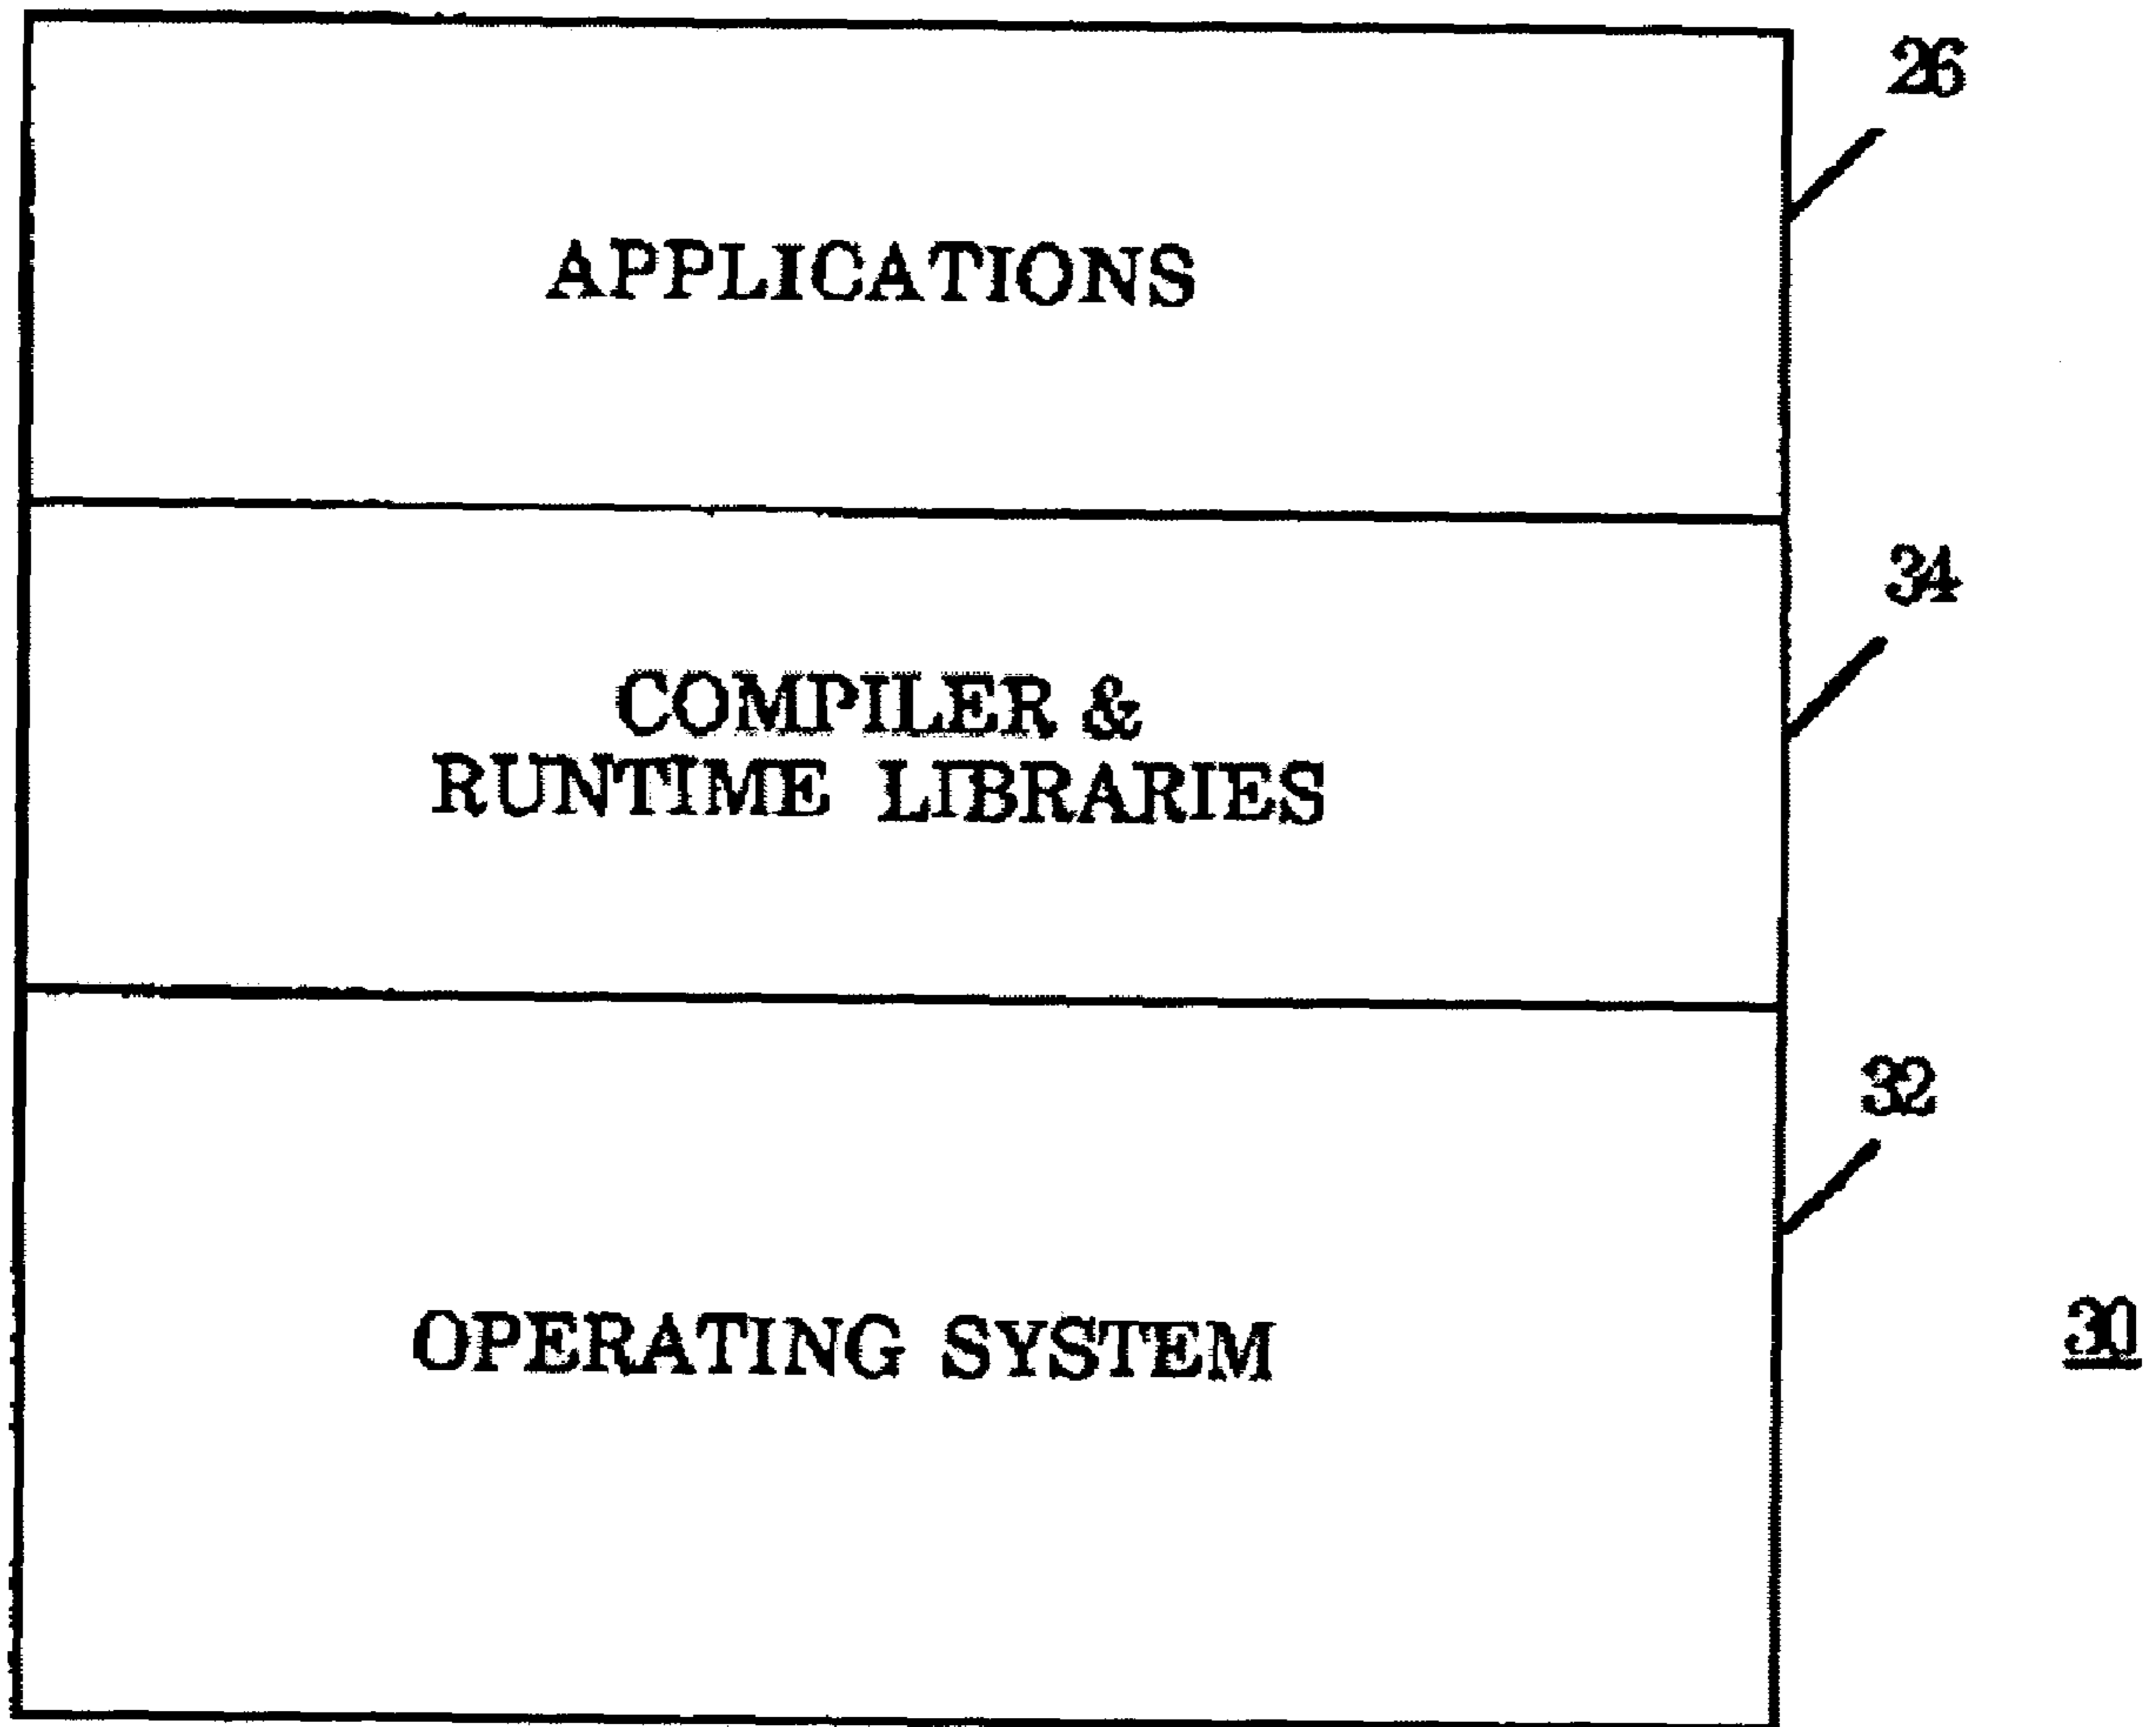 26
APPLICATIONS
34
COMPILER &
RUNTIME LIBRARIES
32
OPERATING SYSTEM
30